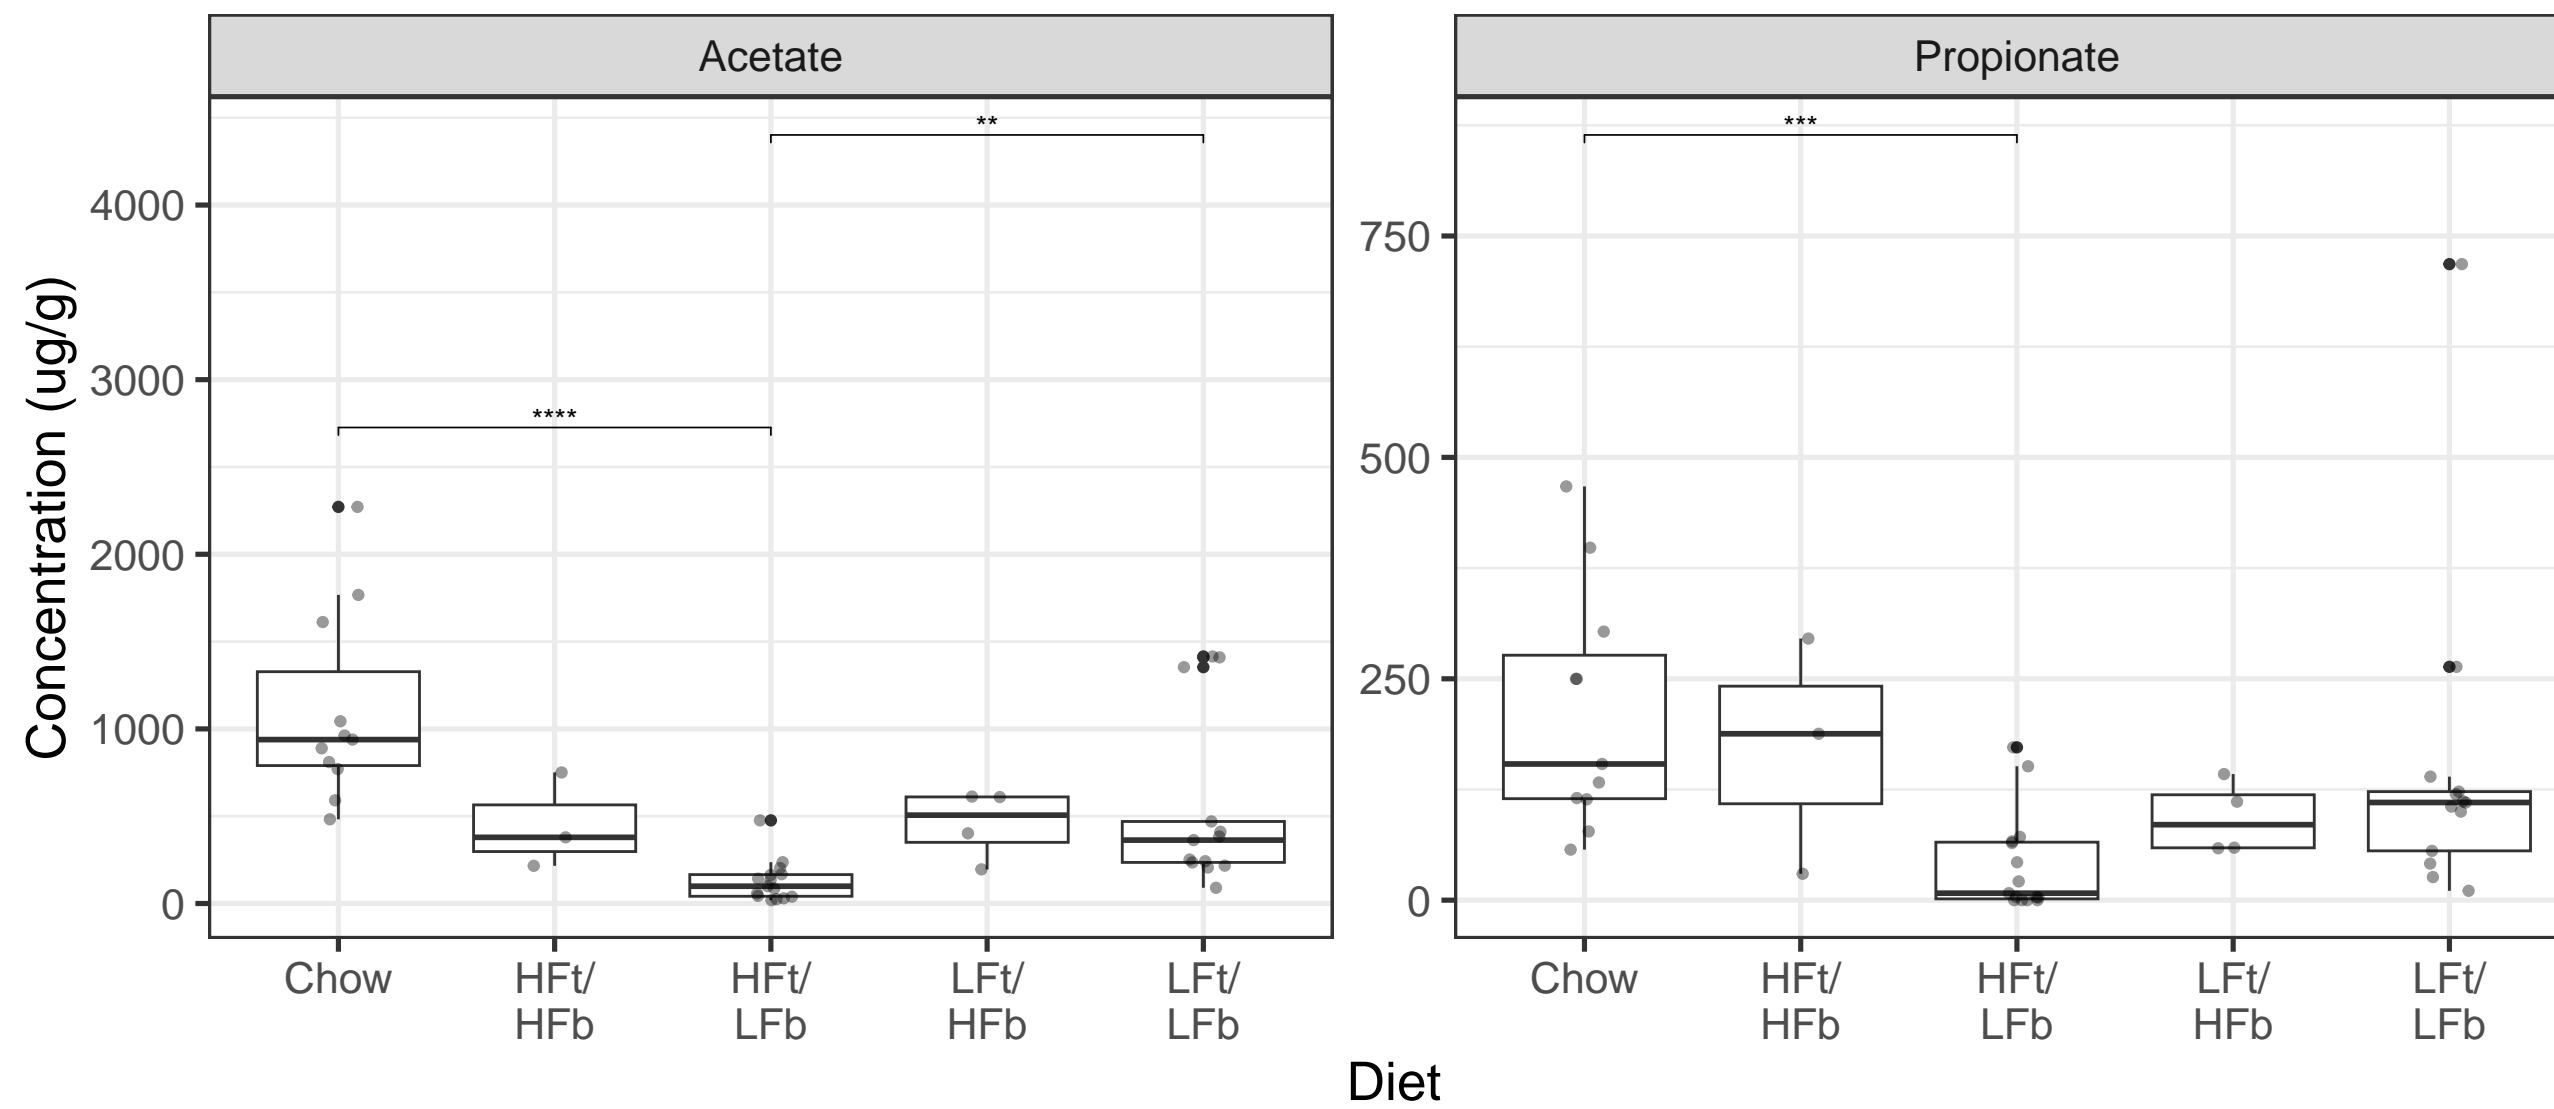 Acetate
Propionate
Concentration (ug/g)
4000
3000
2000
1000
0
**
****
750
500
250
0
***
Chow
HFt/
HFb
HFt/
LFb
LFt/
HFb
LFt/
LFb
Chow
HFt/
HFb
HFt/
LFb
LFt/
HFb
LFt/
LFb
Diet